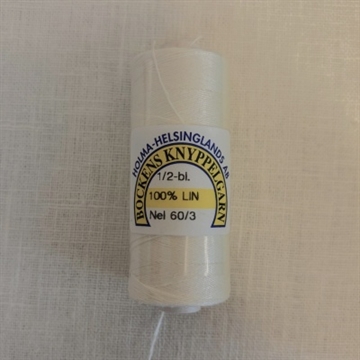 HOLMA-HELSINGLANDS AB
BOCKENS KNYPPELGARN
1/2-bl.
100% LIN
Nel 60/3